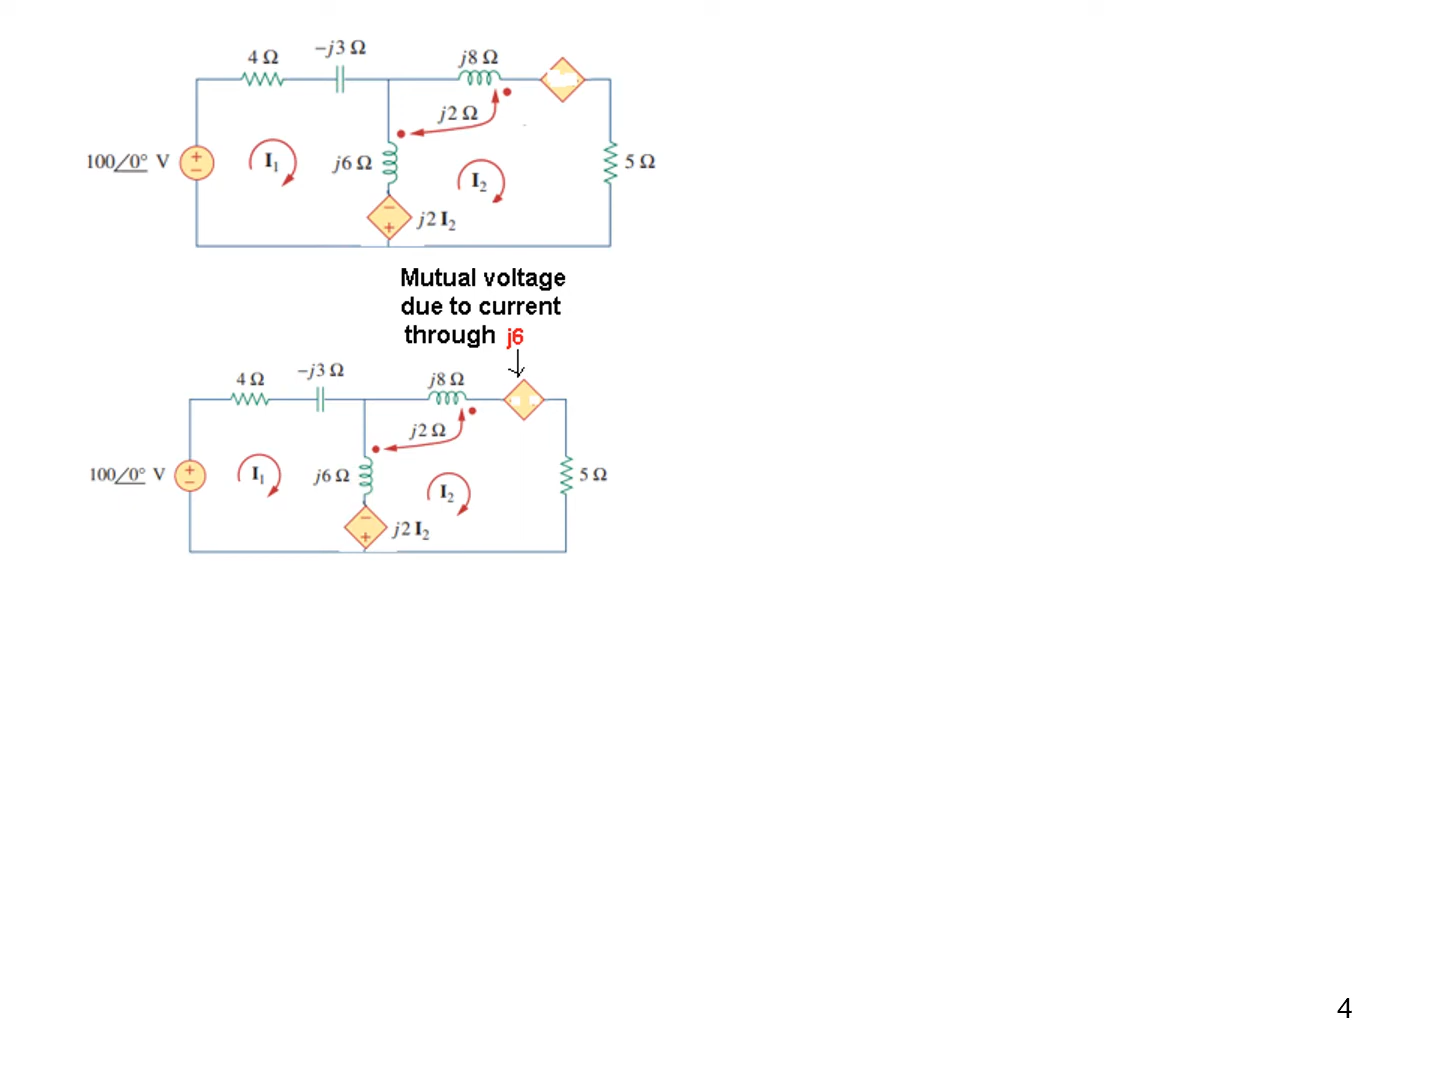 4 Ω
−j3 Ω
j8 Ω
j2 Ω
100∠0° V
+
−
I₁
j6 Ω
I₂
5 Ω
−
+
j2 I₂
Mutual voltage
due to current
through j6
4 Ω
−j3 Ω
j8 Ω
j2 Ω
100∠0° V
+
−
I₁
j6 Ω
I₂
5 Ω
−
+
j2 I₂
4